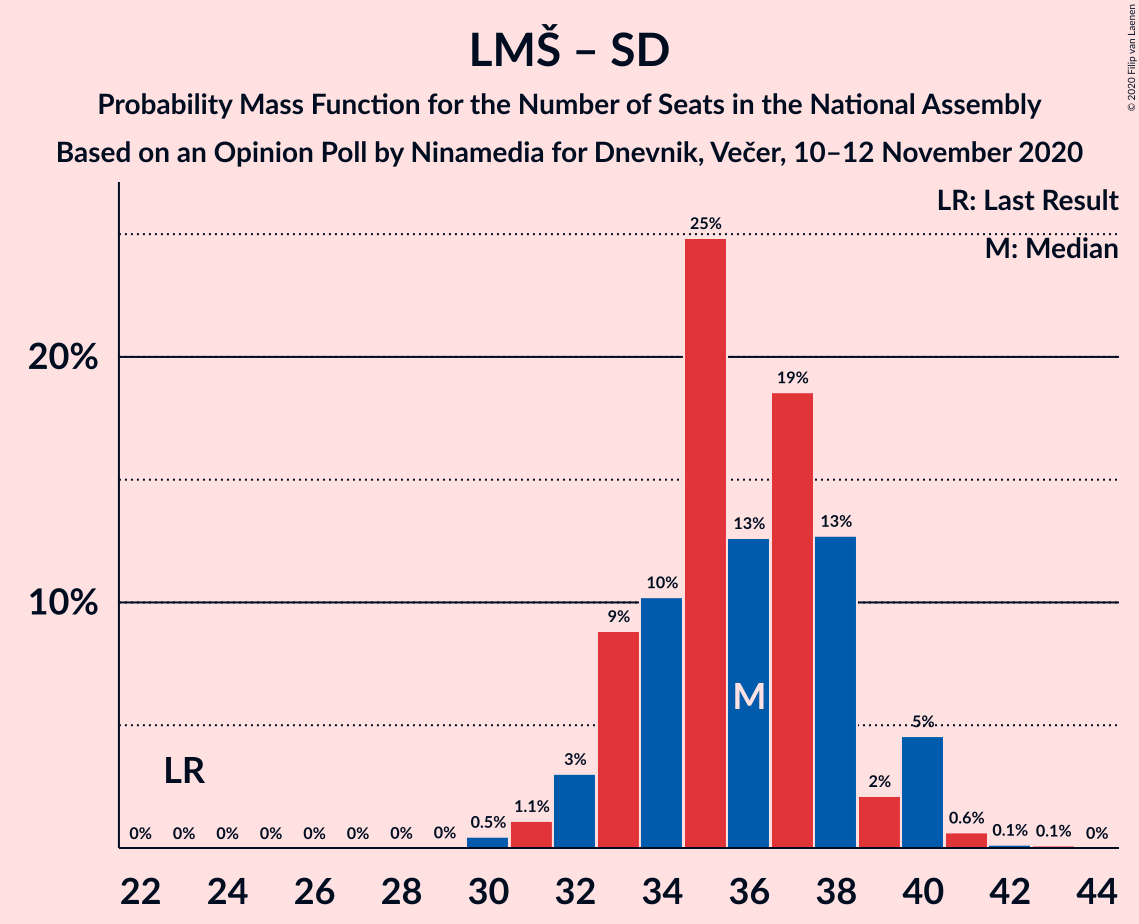 LMŠ – SD
Probability Mass Function for the Number of Seats in the National Assembly
Based on an Opinion Poll by Ninamedia for Dnevnik, Večer, 10–12 November 2020
© 2020 Filip van Laenen
LR: Last Result
M: Median
25%
20%
19%
13%
13%
10%
10%
9%
M
5%
LR
3%
2%
1.1%
0.6%
0.5%
0.1%
0.1%
0%
0%
0%
0%
0%
0%
0%
0%
0%
22 24 26 28 30 32 34 36 38 40 42 44